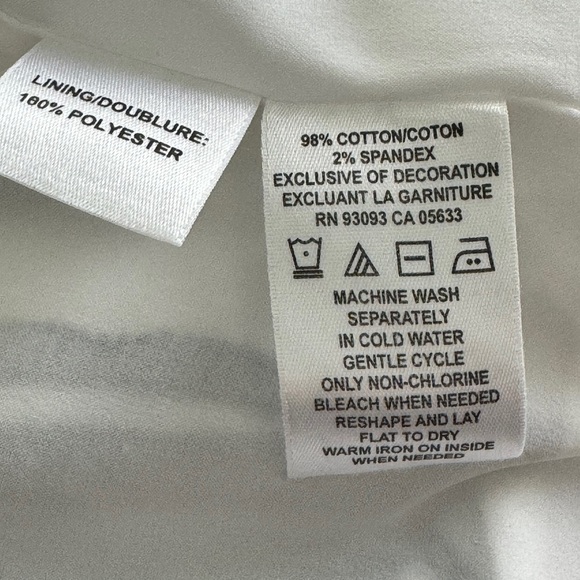 LINING/DOUBLURE:
100% POLYESTER
98% COTTON/COTON
2% SPANDEX
EXCLUSIVE OF DECORATION
EXCLUANT LA GARNITURE
RN 93093 CA 05633
MACHINE WASH
SEPARATELY
IN COLD WATER
GENTLE CYCLE
ONLY NON-CHLORINE
BLEACH WHEN NEEDED
RESHAPE AND LAY
FLAT TO DRY
WARM IRON ON INSIDE
WHEN NEEDED